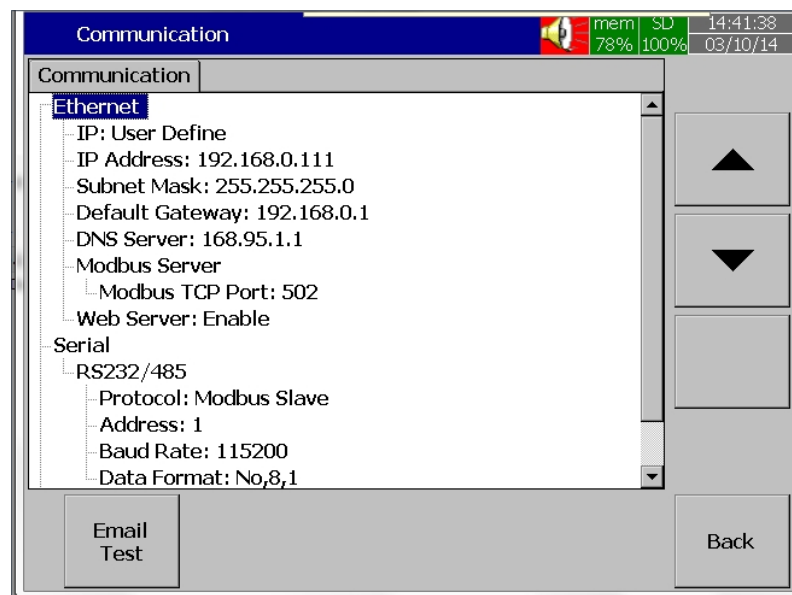 Communication
mem SD 14:41:38
78% 100% 03/10/14
Communication
Ethernet
IP: User Define
IP Address: 192.168.0.111
Subnet Mask: 255.255.255.0
Default Gateway: 192.168.0.1
DNS Server: 168.95.1.1
Modbus Server
Modbus TCP Port: 502
Web Server: Enable
Serial
RS232/485
Protocol: Modbus Slave
Address: 1
Baud Rate: 115200
Data Format: No,8,1
Email
Test
Back